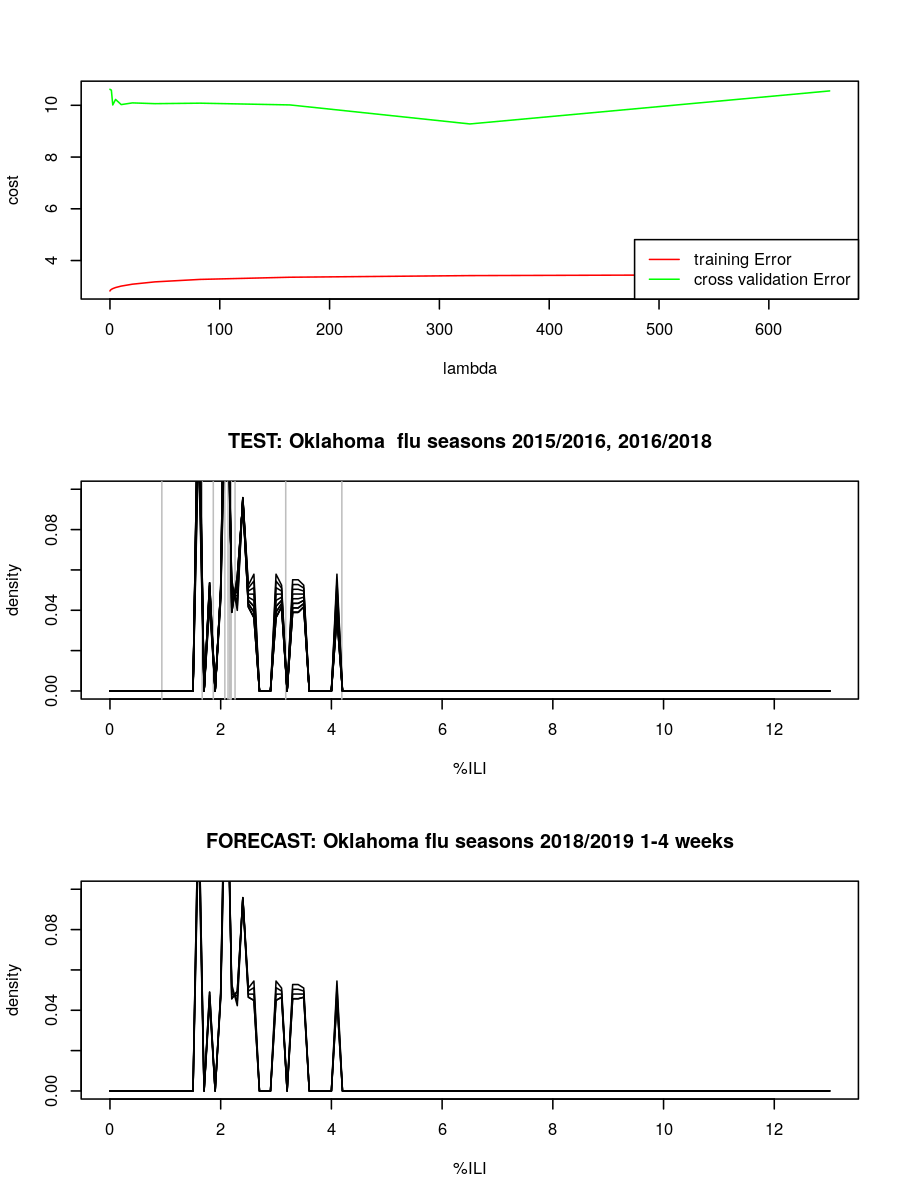 10
8
6
4
cost
training Error
cross validation Error
0 100 200 300 400 500 600
lambda
TEST: Oklahoma  flu seasons 2015/2016, 2016/2018
0.08
0.04
0.00
density
0 2 4 6 8 10 12
%ILI
FORECAST: Oklahoma flu seasons 2018/2019 1-4 weeks
0.08
0.04
0.00
density
0 2 4 6 8 10 12
%ILI